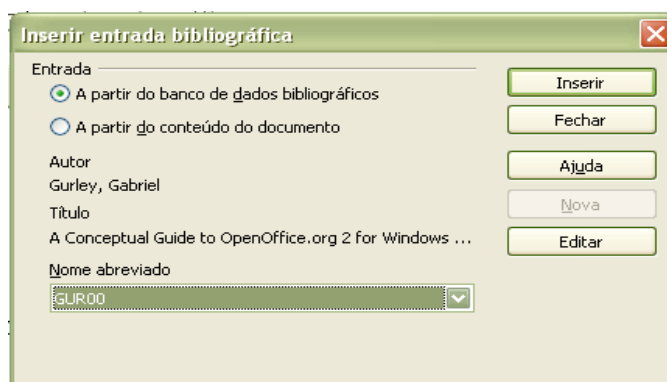 Inserir entrada bibliográfica
Entrada
A partir do banco de dados bibliográficos
A partir do conteúdo do documento
Autor
Gurley, Gabriel
Título
A Conceptual Guide to OpenOffice.org 2 for Windows ...
Nome abreviado
GUR00
Inserir
Fechar
Ajuda
Nova
Editar